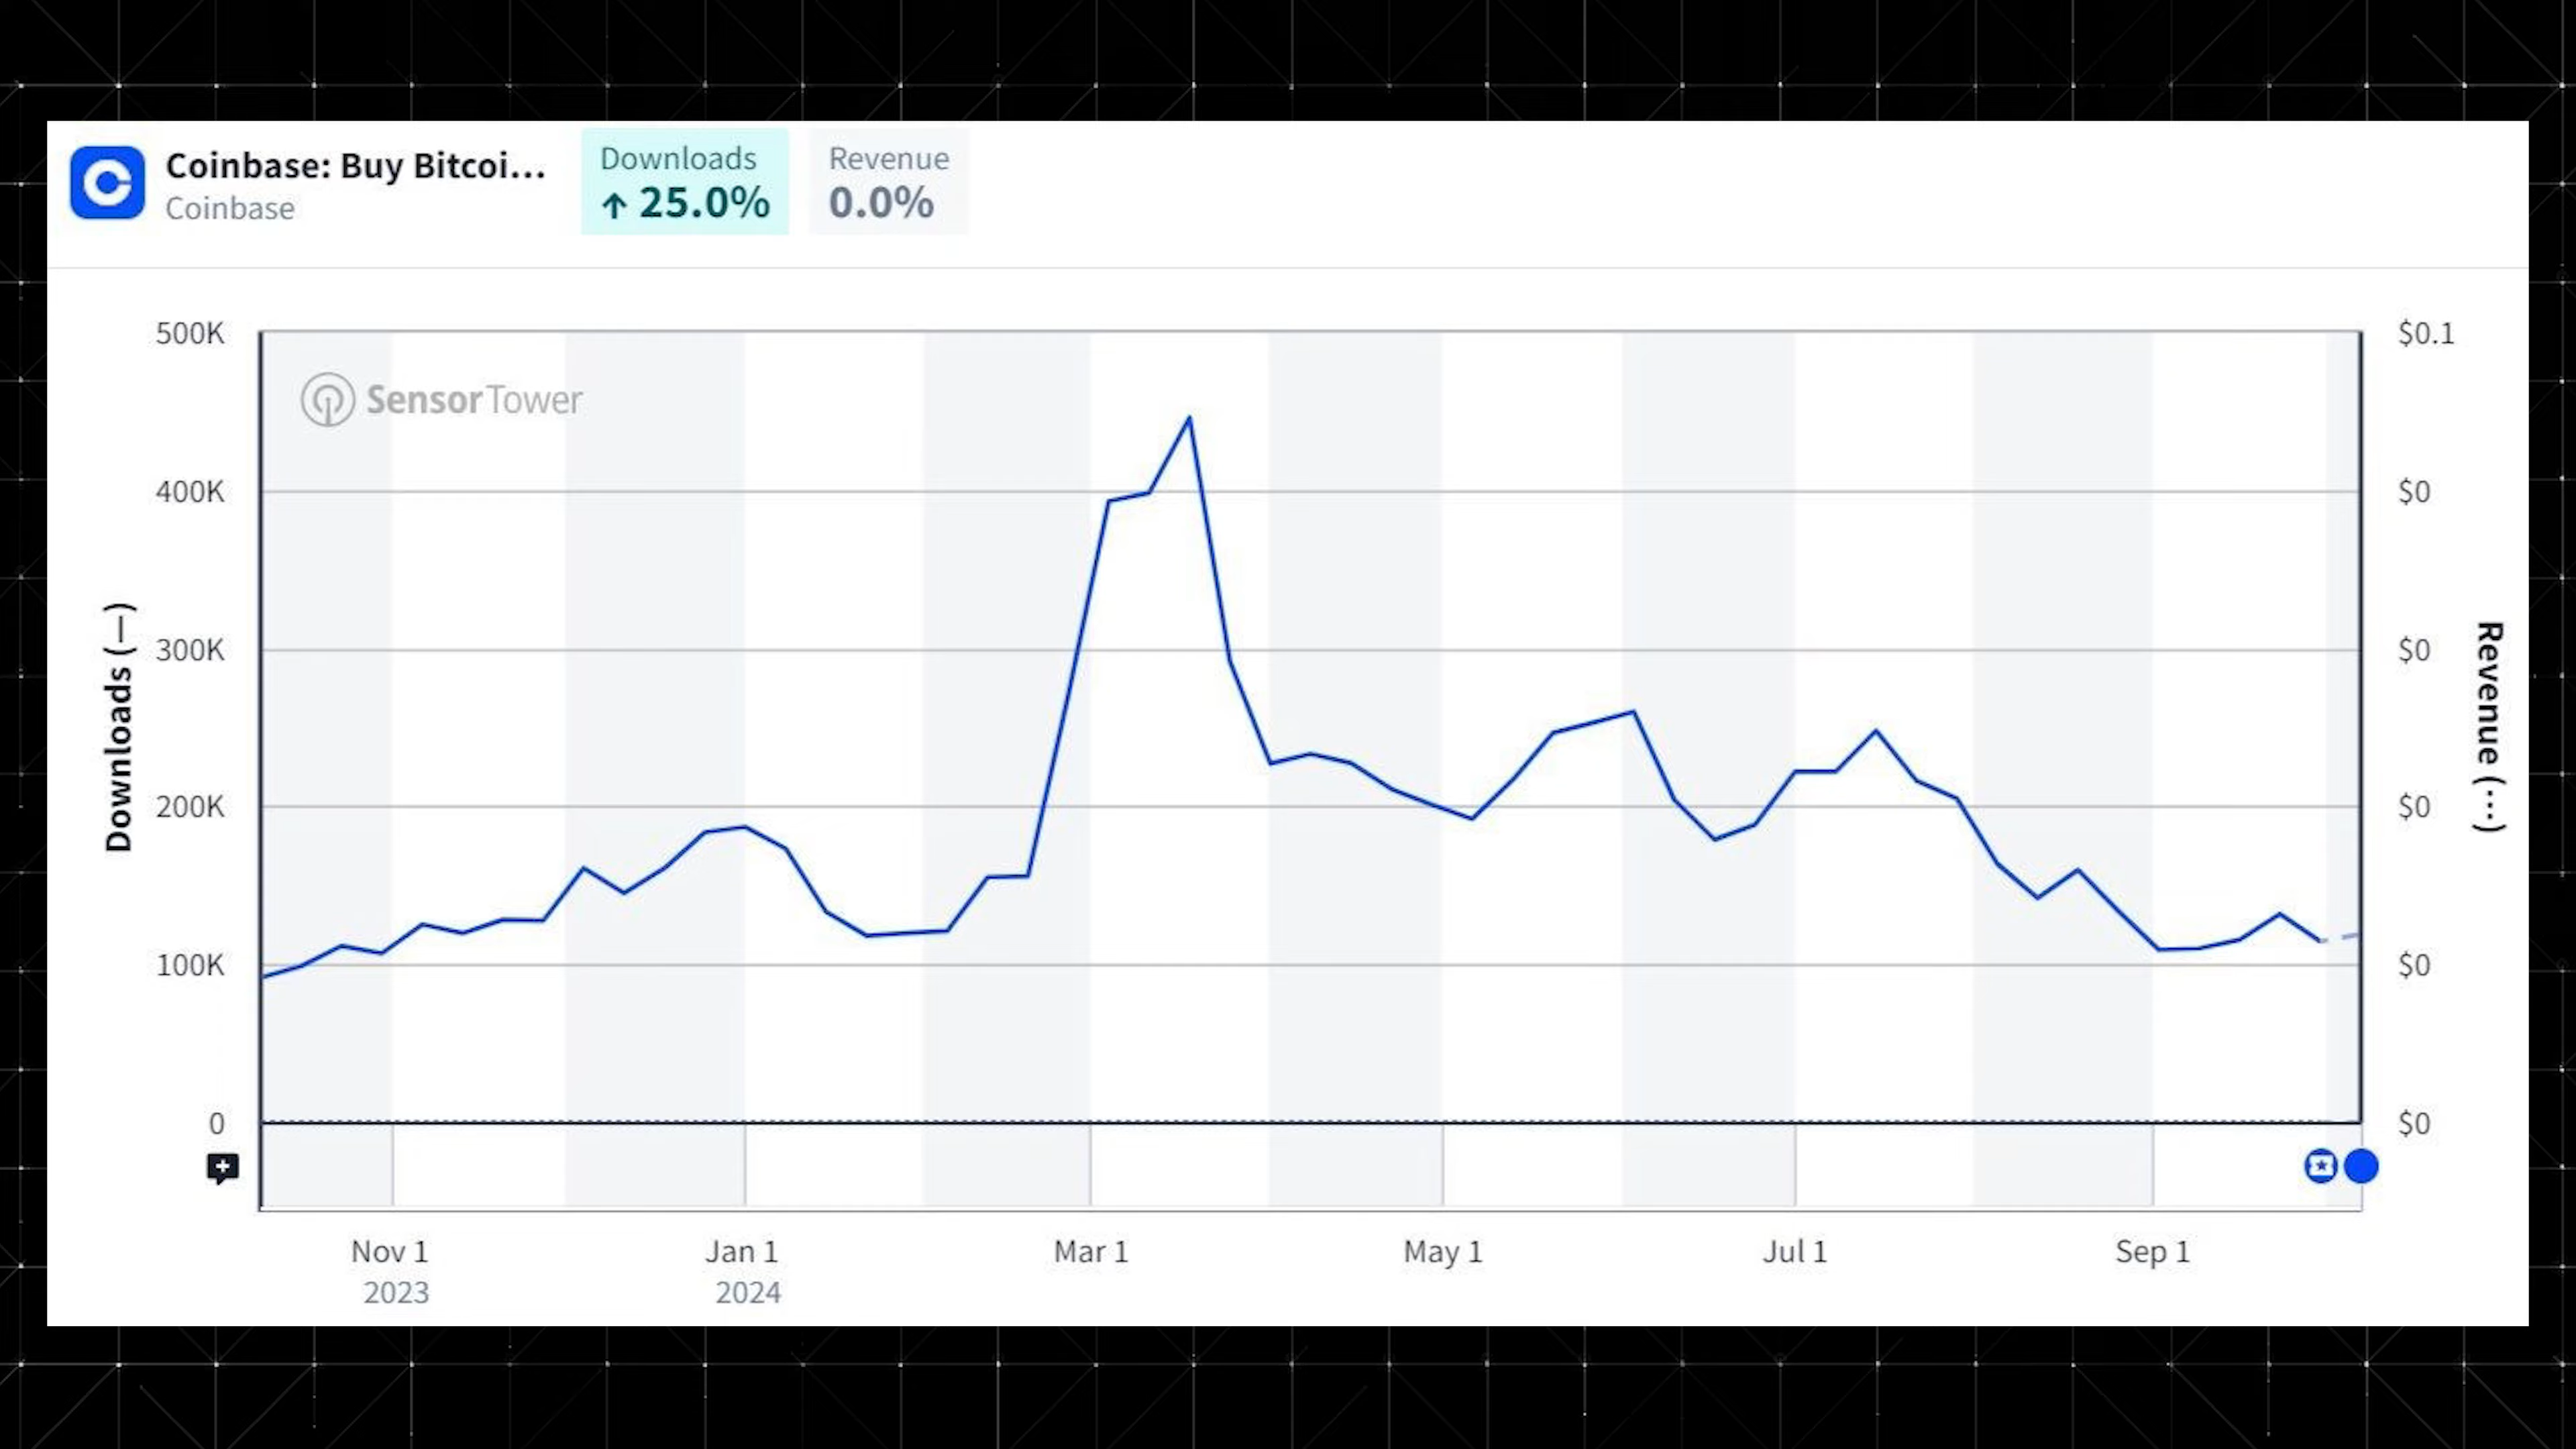 Coinbase: Buy Bitcoi...
Coinbase
Downloads
↑ 25.0%
Revenue
0.0%
SensorTower
Downloads (—)
500K
400K
300K
200K
100K
0
$0.1
$0
$0
$0
$0
$0
Revenue (···)
Nov 1
2023
Jan 1
2024
Mar 1
May 1
Jul 1
Sep 1